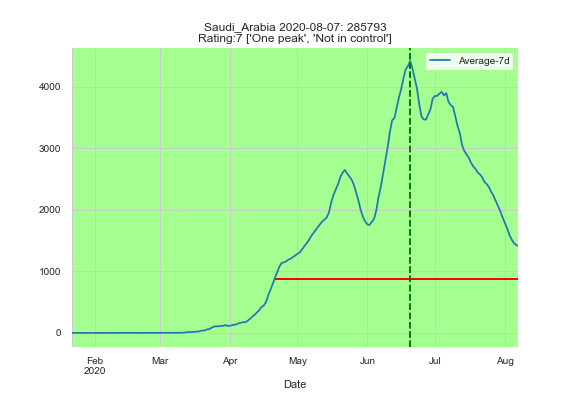 Saudi_Arabia 2020-08-07: 285793
Rating:7 ['One peak', 'Not in control']
Average-7d
4000
3000
2000
1000
0
Feb Mar Apr May Jun Jul Aug
2020
Date